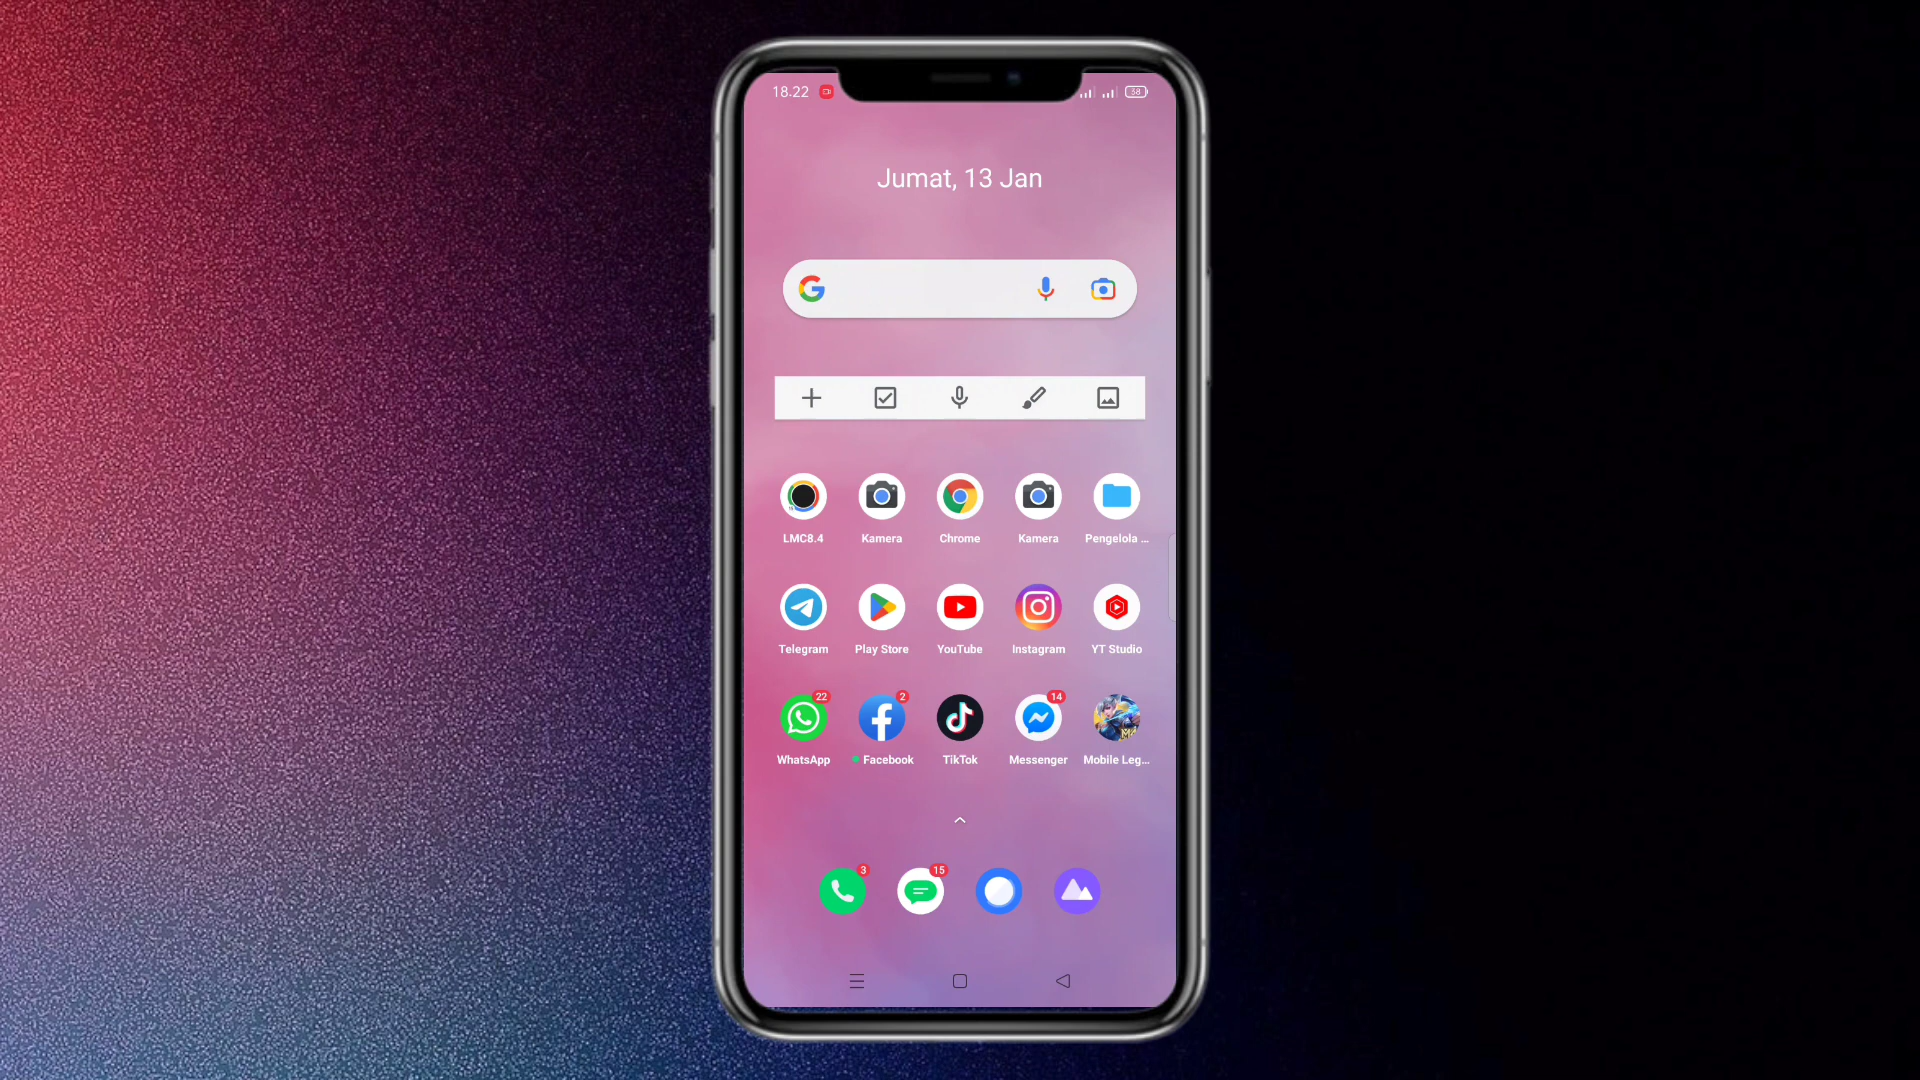 18.22
38
Jumat, 13 Jan
LMC8.4
Kamera
Chrome
Kamera
Pengelola ...
Telegram
Play Store
YouTube
Instagram
YT Studio
22
2
14
WhatsApp
Facebook
TikTok
Messenger
Mobile Leg...
3
15